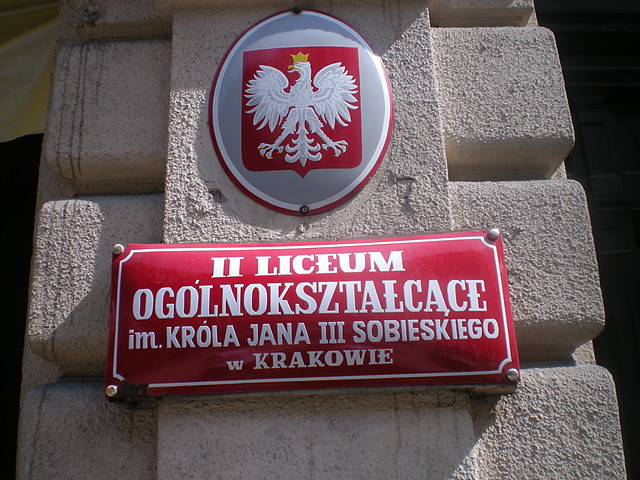 II LICEUM
OGÓLNOKSZTAŁCĄCE
im. KRÓLA JANA III SOBIESKIEGO
w KRAKOWIE